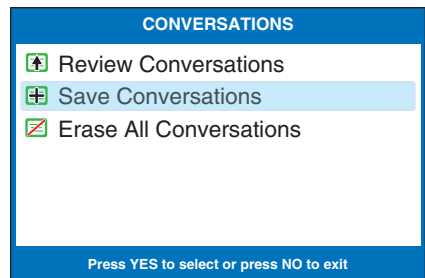 CONVERSATIONS
Review Conversations
Save Conversations
Erase All Conversations
Press YES to select or press NO to exit